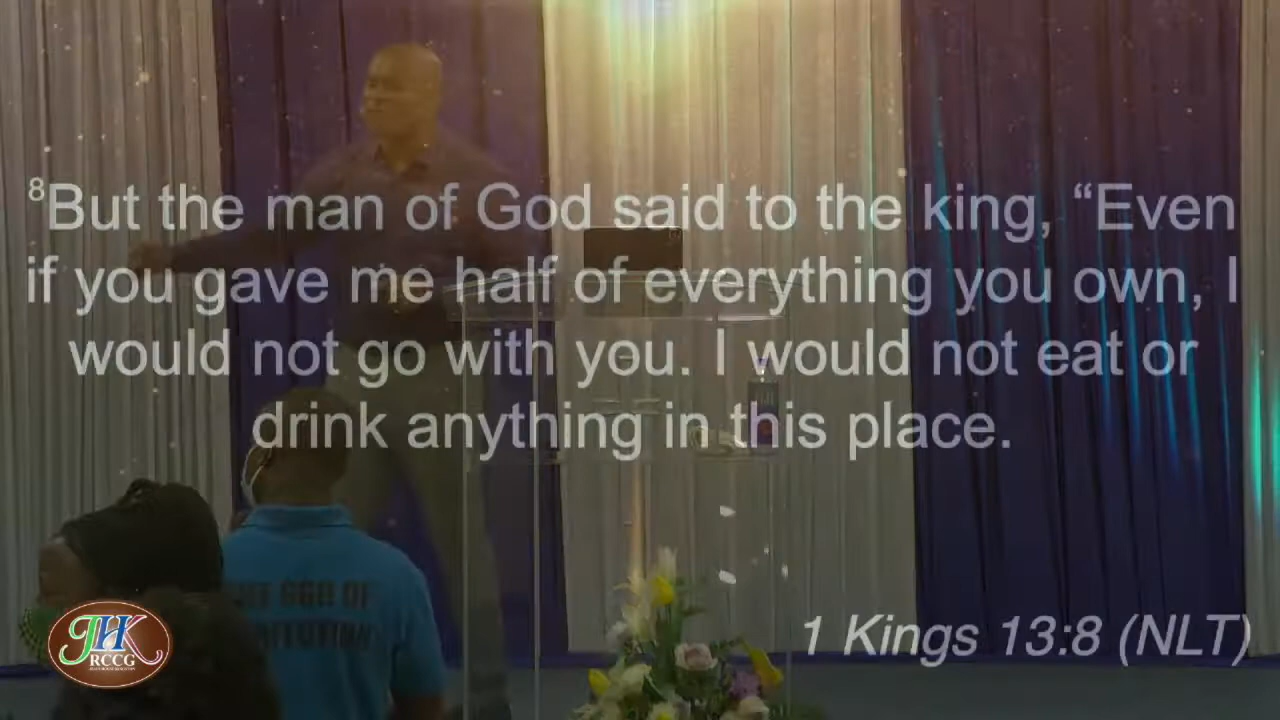 ⁸But the man of God said to the king, “Even
if you gave me half of everything you own, I
would not go with you. I would not eat or
drink anything in this place.
1 Kings 13:8 (NLT)
JHK
RCCG